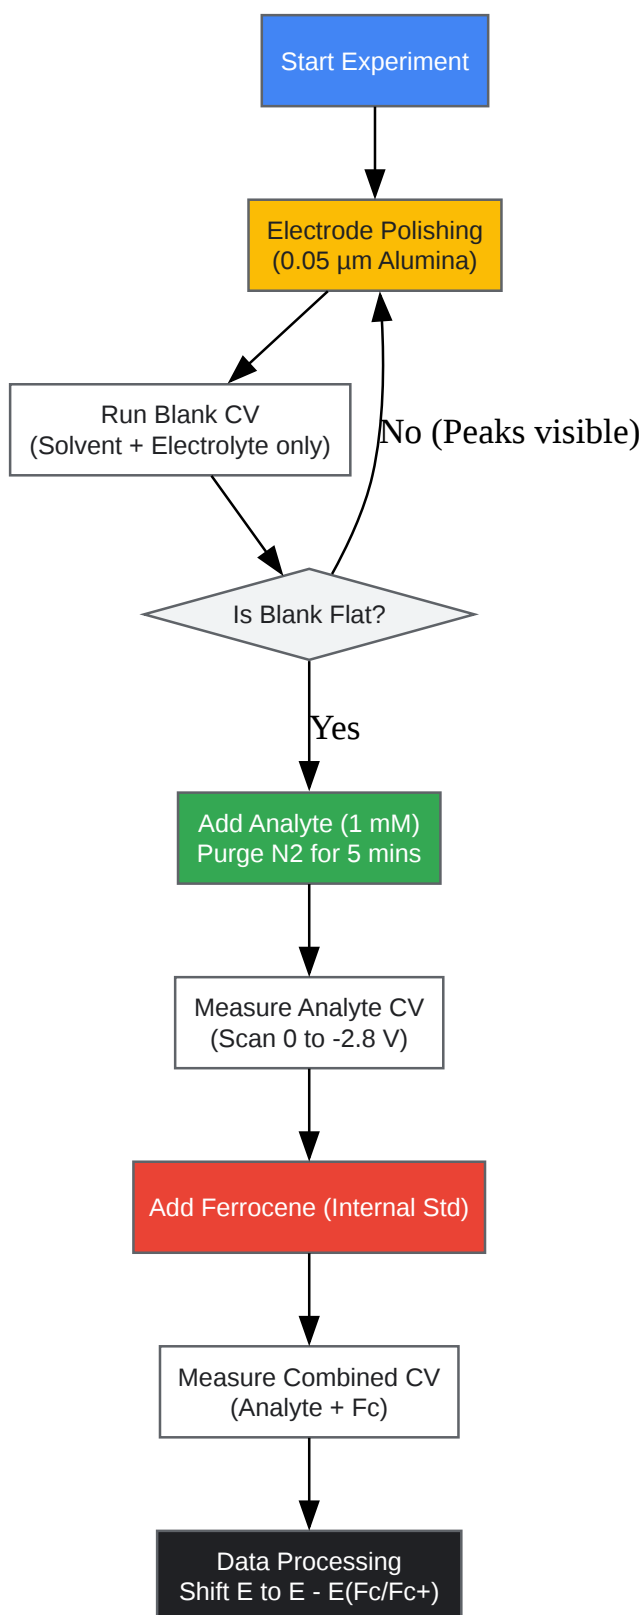 Start Experiment
Electrode Polishing
(0.05 µm Alumina)
Run Blank CV
(Solvent + Electrolyte only)
No (Peaks visible)
Is Blank Flat?
Yes
Add Analyte (1 mM)
Purge N2 for 5 mins
Measure Analyte CV
(Scan 0 to -2.8 V)
Add Ferrocene (Internal Std)
Measure Combined CV
(Analyte + Fc)
Data Processing
Shift E to E - E(Fc/Fc+)